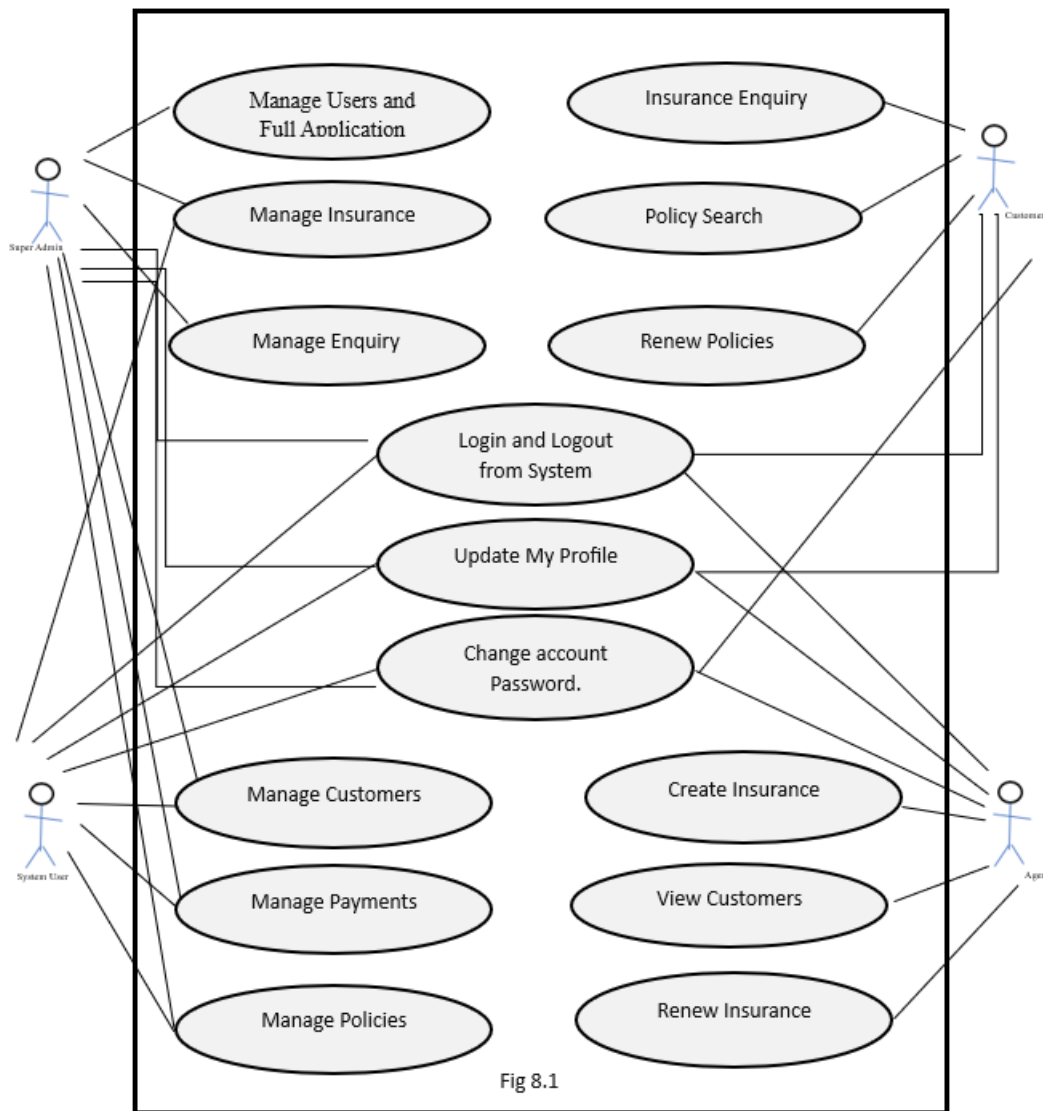 Manage Users and
Full Application
Insurance Enquiry
Super Admin
Manage Insurance
Policy Search
Customer
Manage Enquiry
Renew Policies
Login and Logout
from System
Update My Profile
Change account
Password.
System User
Manage Customers
Create Insurance
Manage Payments
View Customers
Manage Policies
Renew Insurance
Fig 8.1